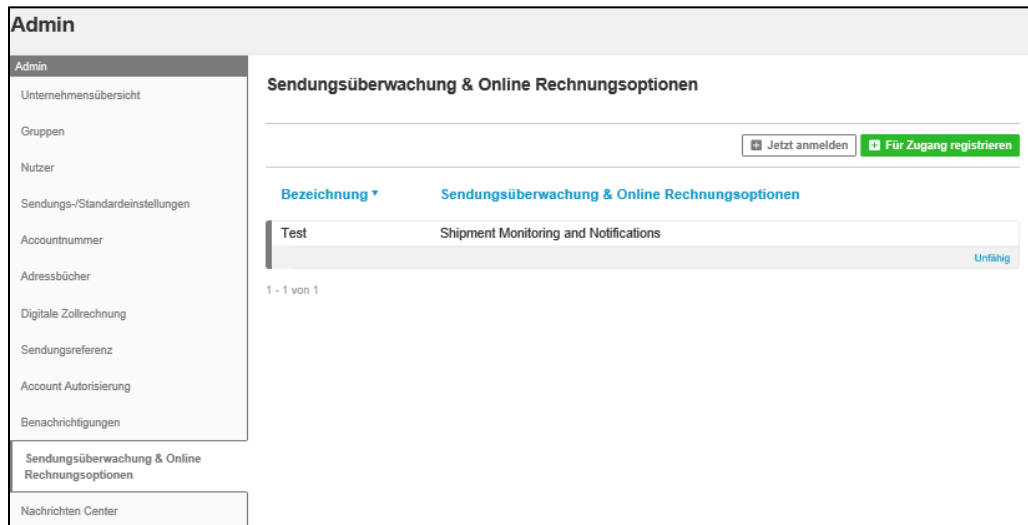 Admin
Admin
Unternehmensübersicht
Gruppen
Nutzer
Sendungs-/Standardeinstellungen
Accountnummer
Adressbücher
Digitale Zollrechnung
Sendungsreferenz
Account Autorisierung
Benachrichtigungen
Sendungsüberwachung & Online
Rechnungsoptionen
Nachrichten Center
Sendungsüberwachung & Online Rechnungsoptionen
Jetzt anmelden Für Zugang registrieren
Bezeichnung Sendungsüberwachung & Online Rechnungsoptionen
Test Shipment Monitoring and Notifications
Unfähig
1 - 1 von 1